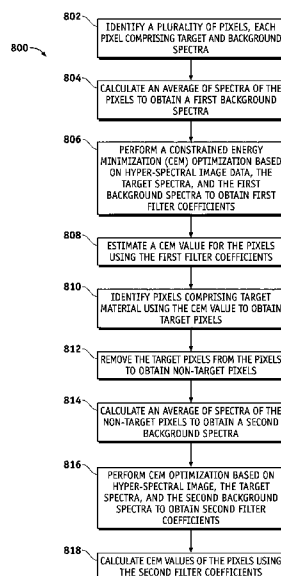 800
802
IDENTIFY A PLURALITY OF PIXELS, EACH
PIXEL COMPRISING TARGET AND BACKGROUND
SPECTRA
804
CALCULATE AN AVERAGE OF SPECTRA OF THE
PIXELS TO OBTAIN A FIRST BACKGROUND
SPECTRA
806
PERFORM A CONSTRAINED ENERGY
MINIMIZATION (CEM) OPTIMIZATION BASED
ON HYPER-SPECTRAL IMAGE DATA, THE
TARGET SPECTRA, AND THE FIRST
BACKGROUND SPECTRA TO OBTAIN FIRST
FILTER COEFFICIENTS
808
ESTIMATE A CEM VALUE FOR THE PIXELS
USING THE FIRST FILTER COEFFICIENTS
810
IDENTIFY PIXELS COMPRISING TARGET
MATERIAL USING THE CEM VALUE TO OBTAIN
TARGET PIXELS
812
REMOVE THE TARGET PIXELS FROM THE PIXELS
TO OBTAIN NON-TARGET PIXELS
814
CALCULATE AN AVERAGE OF SPECTRA OF THE
NON-TARGET PIXELS TO OBTAIN A SECOND
BACKGROUND SPECTRA
816
PERFORM CEM OPTIMIZATION BASED ON
HYPER-SPECTRAL IMAGE, THE TARGET
SPECTRA, AND THE SECOND BACKGROUND
SPECTRA TO OBTAIN SECOND FILTER
COEFFICIENTS
818
CALCULATE CEM VALUES OF THE PIXELS USING
THE SECOND FILTER COEFFICIENTS